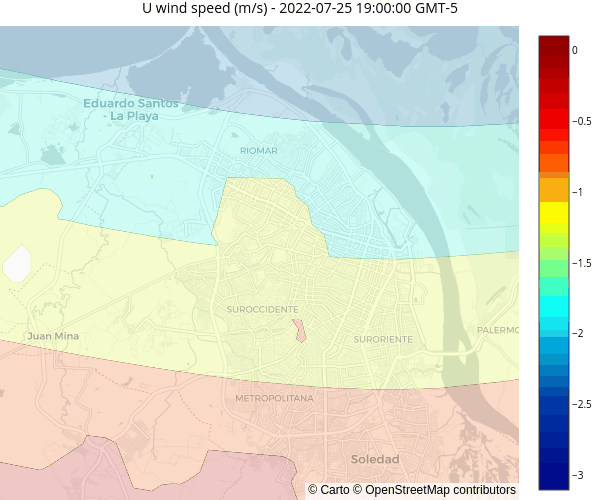 U wind speed (m/s) - 2022-07-25 19:00:00 GMT-5
Eduardo Santos
- La Playa
RIOMAR
SUROCCIDENTE
SURORIENTE
PALERMO
Juan Mina
METROPOLITANA
Soledad
© Carto © OpenStreetMap contributors
0
−0.5
−1
−1.5
−2
−2.5
−3